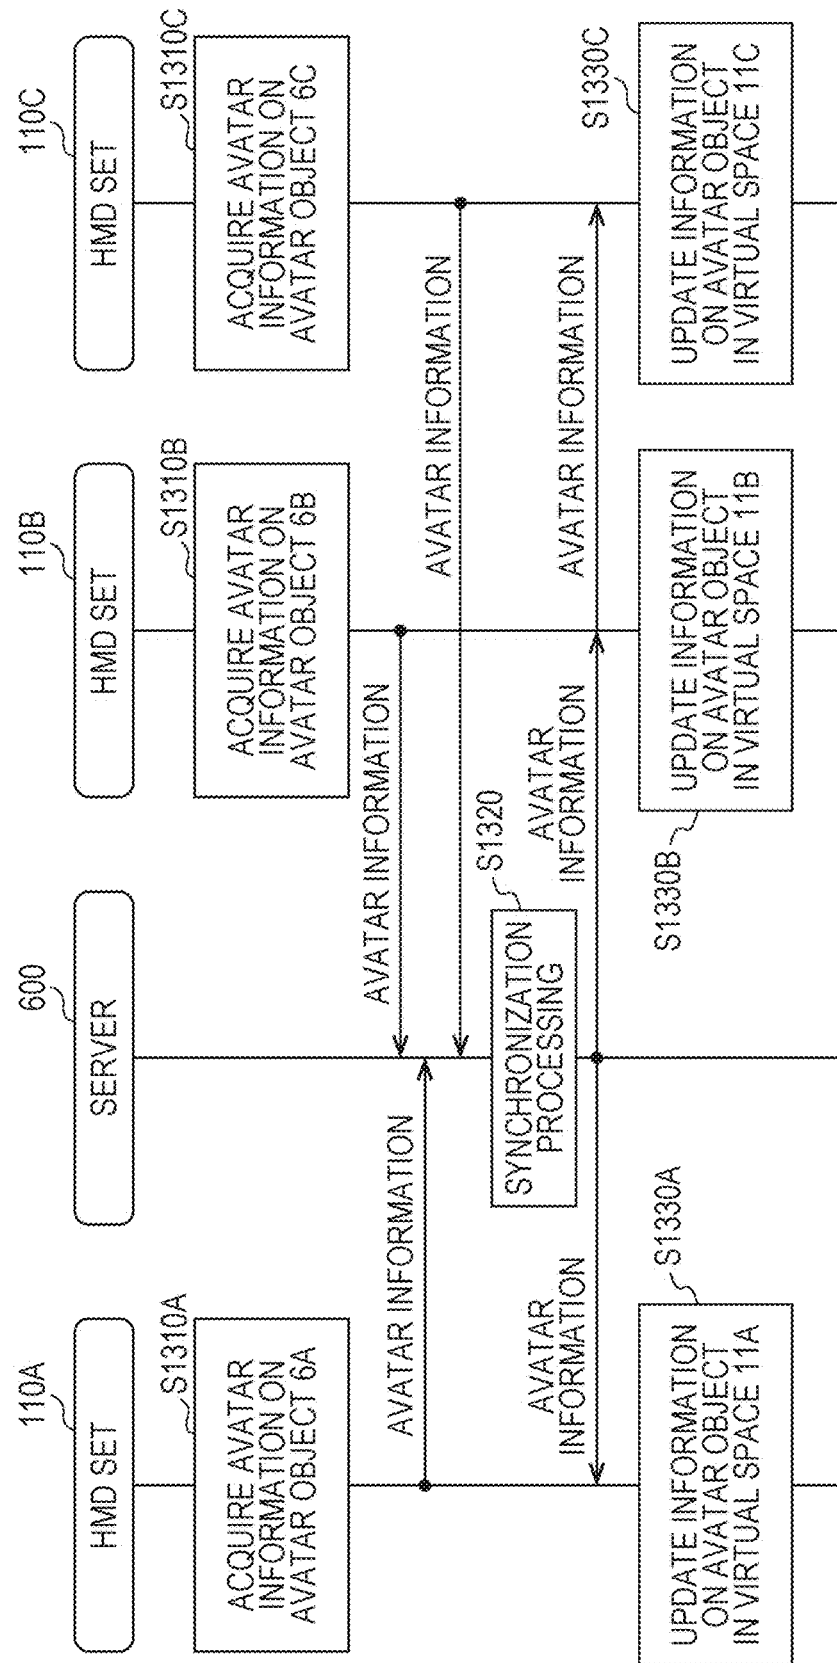 110A
HMD SET
600
SERVER
110B
HMD SET
110C
HMD SET
S1310A
ACQUIRE AVATAR
INFORMATION ON
AVATAR OBJECT 6A
S1310B
ACQUIRE AVATAR
INFORMATION ON
AVATAR OBJECT 6B
S1310C
ACQUIRE AVATAR
INFORMATION ON
AVATAR OBJECT 6C
AVATAR INFORMATION
AVATAR INFORMATION
AVATAR INFORMATION
S1320
SYNCHRONIZATION
PROCESSING
AVATAR
INFORMATION
AVATAR
INFORMATION
AVATAR INFORMATION
S1330A
UPDATE INFORMATION
ON AVATAR OBJECT
IN VIRTUAL SPACE 11A
S1330B
UPDATE INFORMATION
ON AVATAR OBJECT
IN VIRTUAL SPACE 11B
S1330C
UPDATE INFORMATION
ON AVATAR OBJECT
IN VIRTUAL SPACE 11C